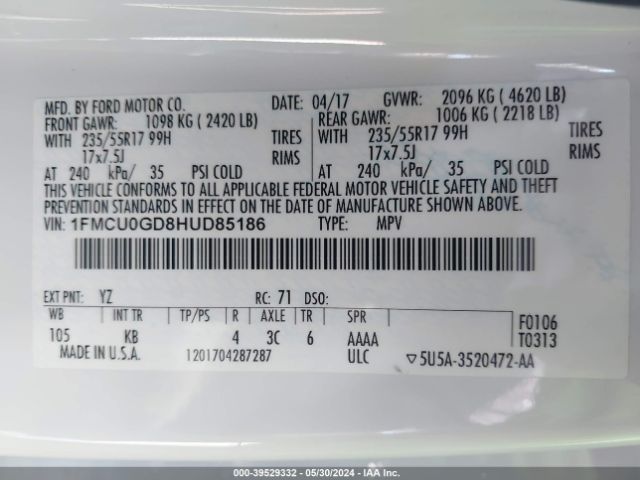 MFD. BY FORD MOTOR CO. DATE: 04/17 GVWR: 2096 KG ( 4620 LB)
FRONT GAWR: 1098 KG ( 2420 LB) REAR GAWR: 1006 KG ( 2218 LB)
WITH 235/55R17 99H TIRES WITH 235/55R17 99H TIRES
17x7.5J RIMS 17x7.5J RIMS
AT 240 kPa/ 35 PSI COLD AT 240 kPa/ 35 PSI COLD
THIS VEHICLE CONFORMS TO ALL APPLICABLE FEDERAL MOTOR VEHICLE SAFETY AND THEFT
PREVENTION STANDARDS IN EFFECT ON THE DATE OF MANUFACTURE SHOWN ABOVE.
VIN: 1FMCU0GD8HUD85186 TYPE: MPV
EXT PNT: YZ RC: 71 DSO:
WB INT TR TP/PS R AXLE TR SPR F0106
105 KB 4 3C 6 AAAA T0313
MADE IN U.S.A. 1201704287287 ULC ▽5U5A-3520472-AA
000-39529332 / 05/30/2024 - IAA Inc.